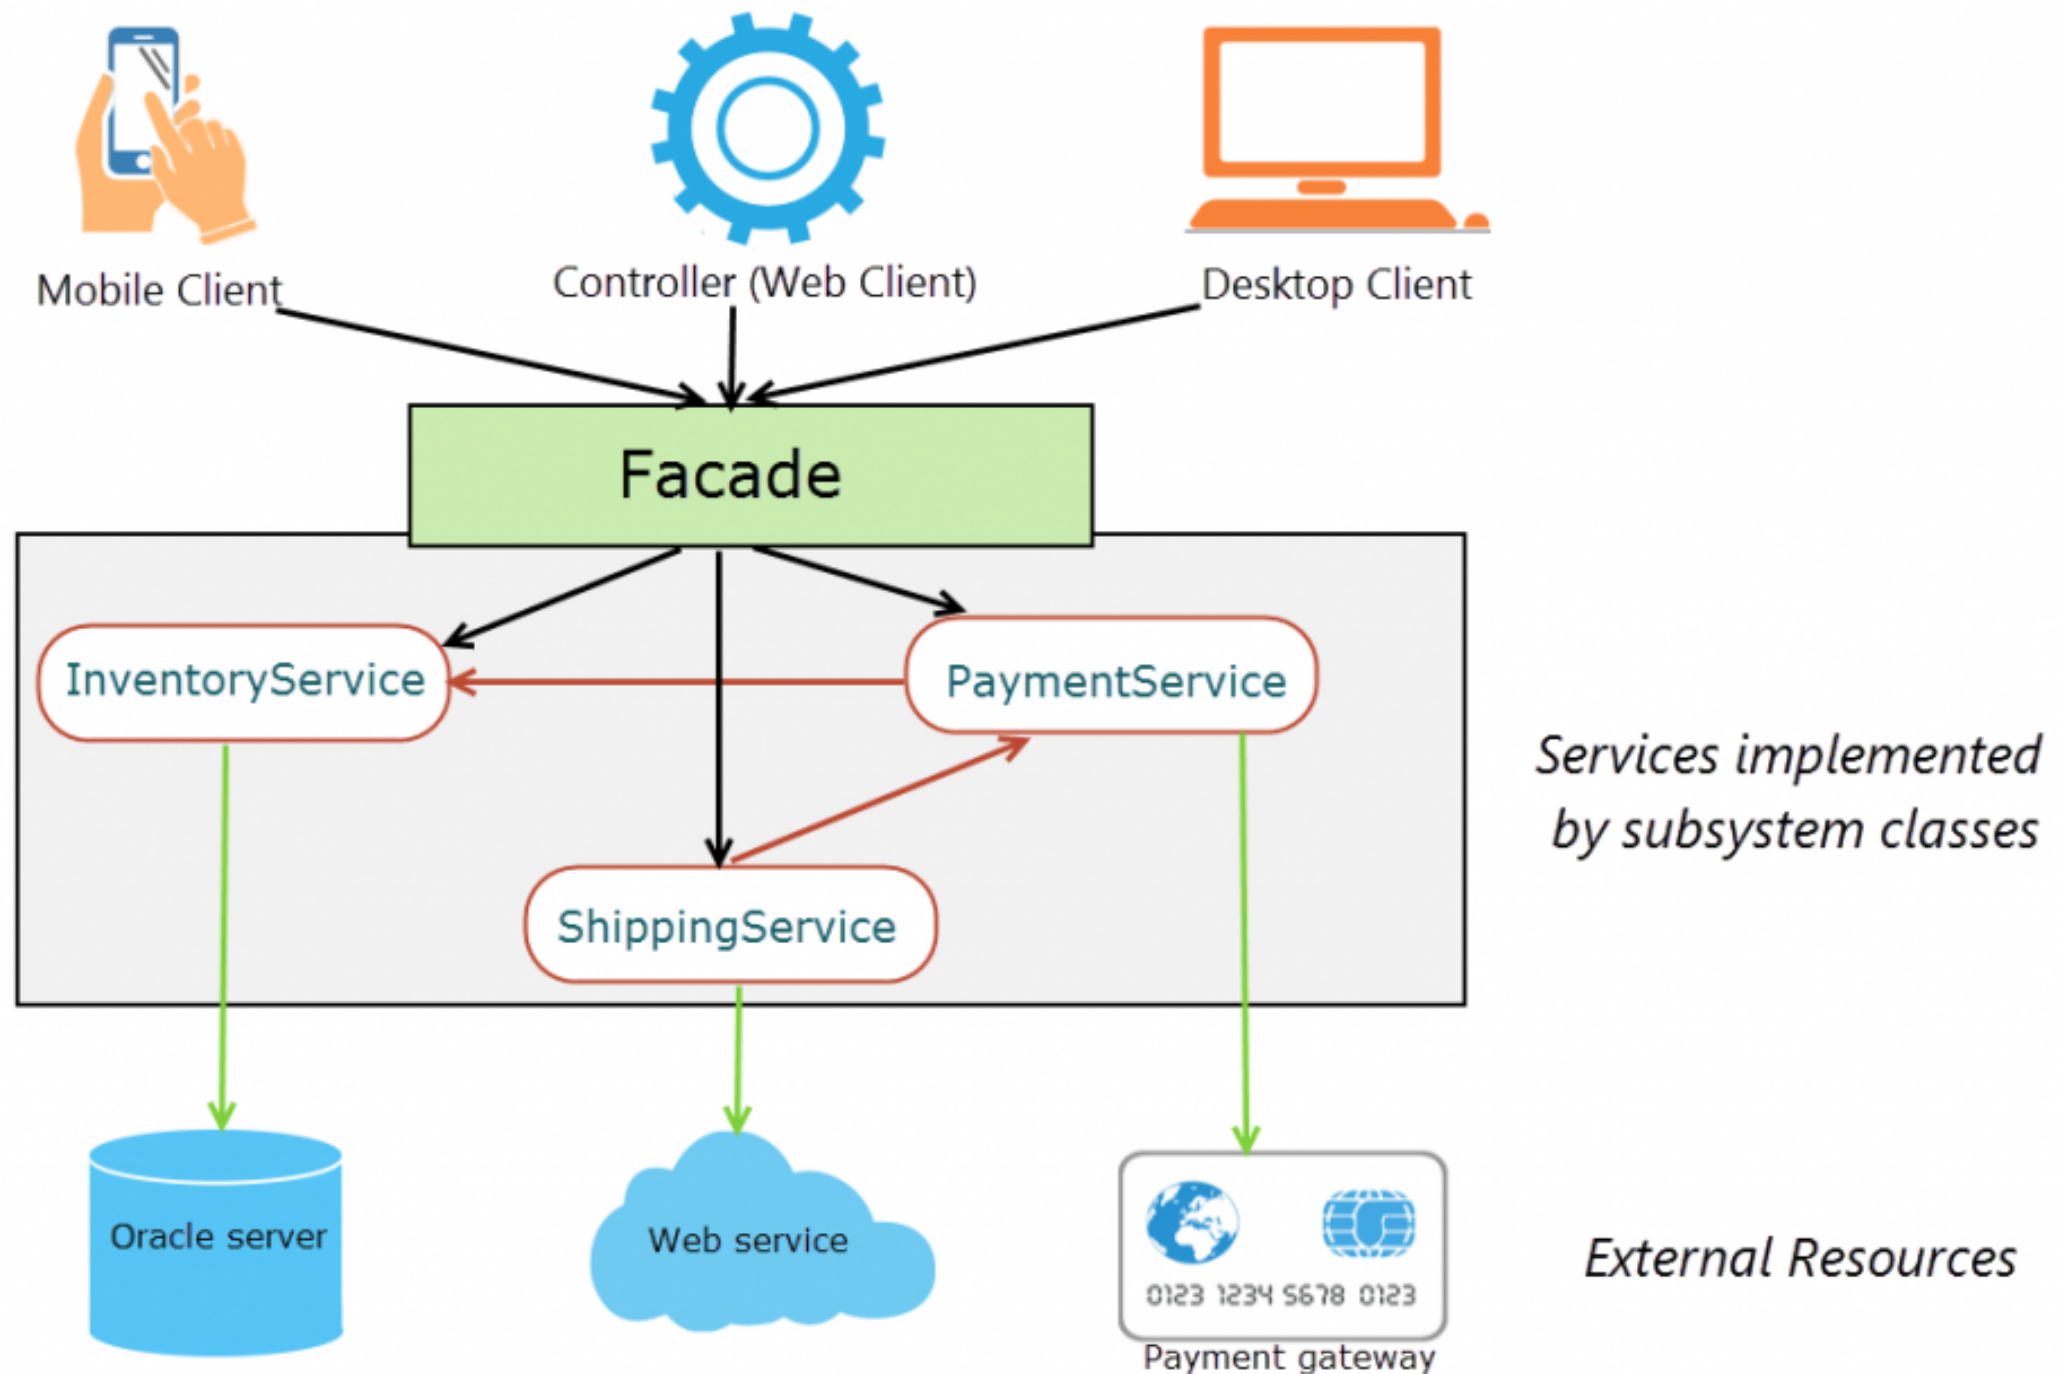 Mobile Client
Controller (Web Client)
Desktop Client
Facade
InventoryService
PaymentService
ShippingService
Services implemented
by subsystem classes
Oracle server
Web service
0123 1234 5678 0123
Payment gateway
External Resources